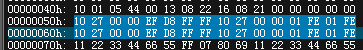 00000040h: 10 01 05 44 00 13 08 22 16 08 21 00 00 00 00 00
00000050h: 10 27 00 00 EF D8 FF FF 10 27 00 00 01 FE 01 FE
00000060h: 10 27 00 00 EF D8 FF FF 10 27 00 00 01 FE 01 FE
00000070h: 11 22 33 44 66 55 FF 07 80 69 11 22 33 44 66 55